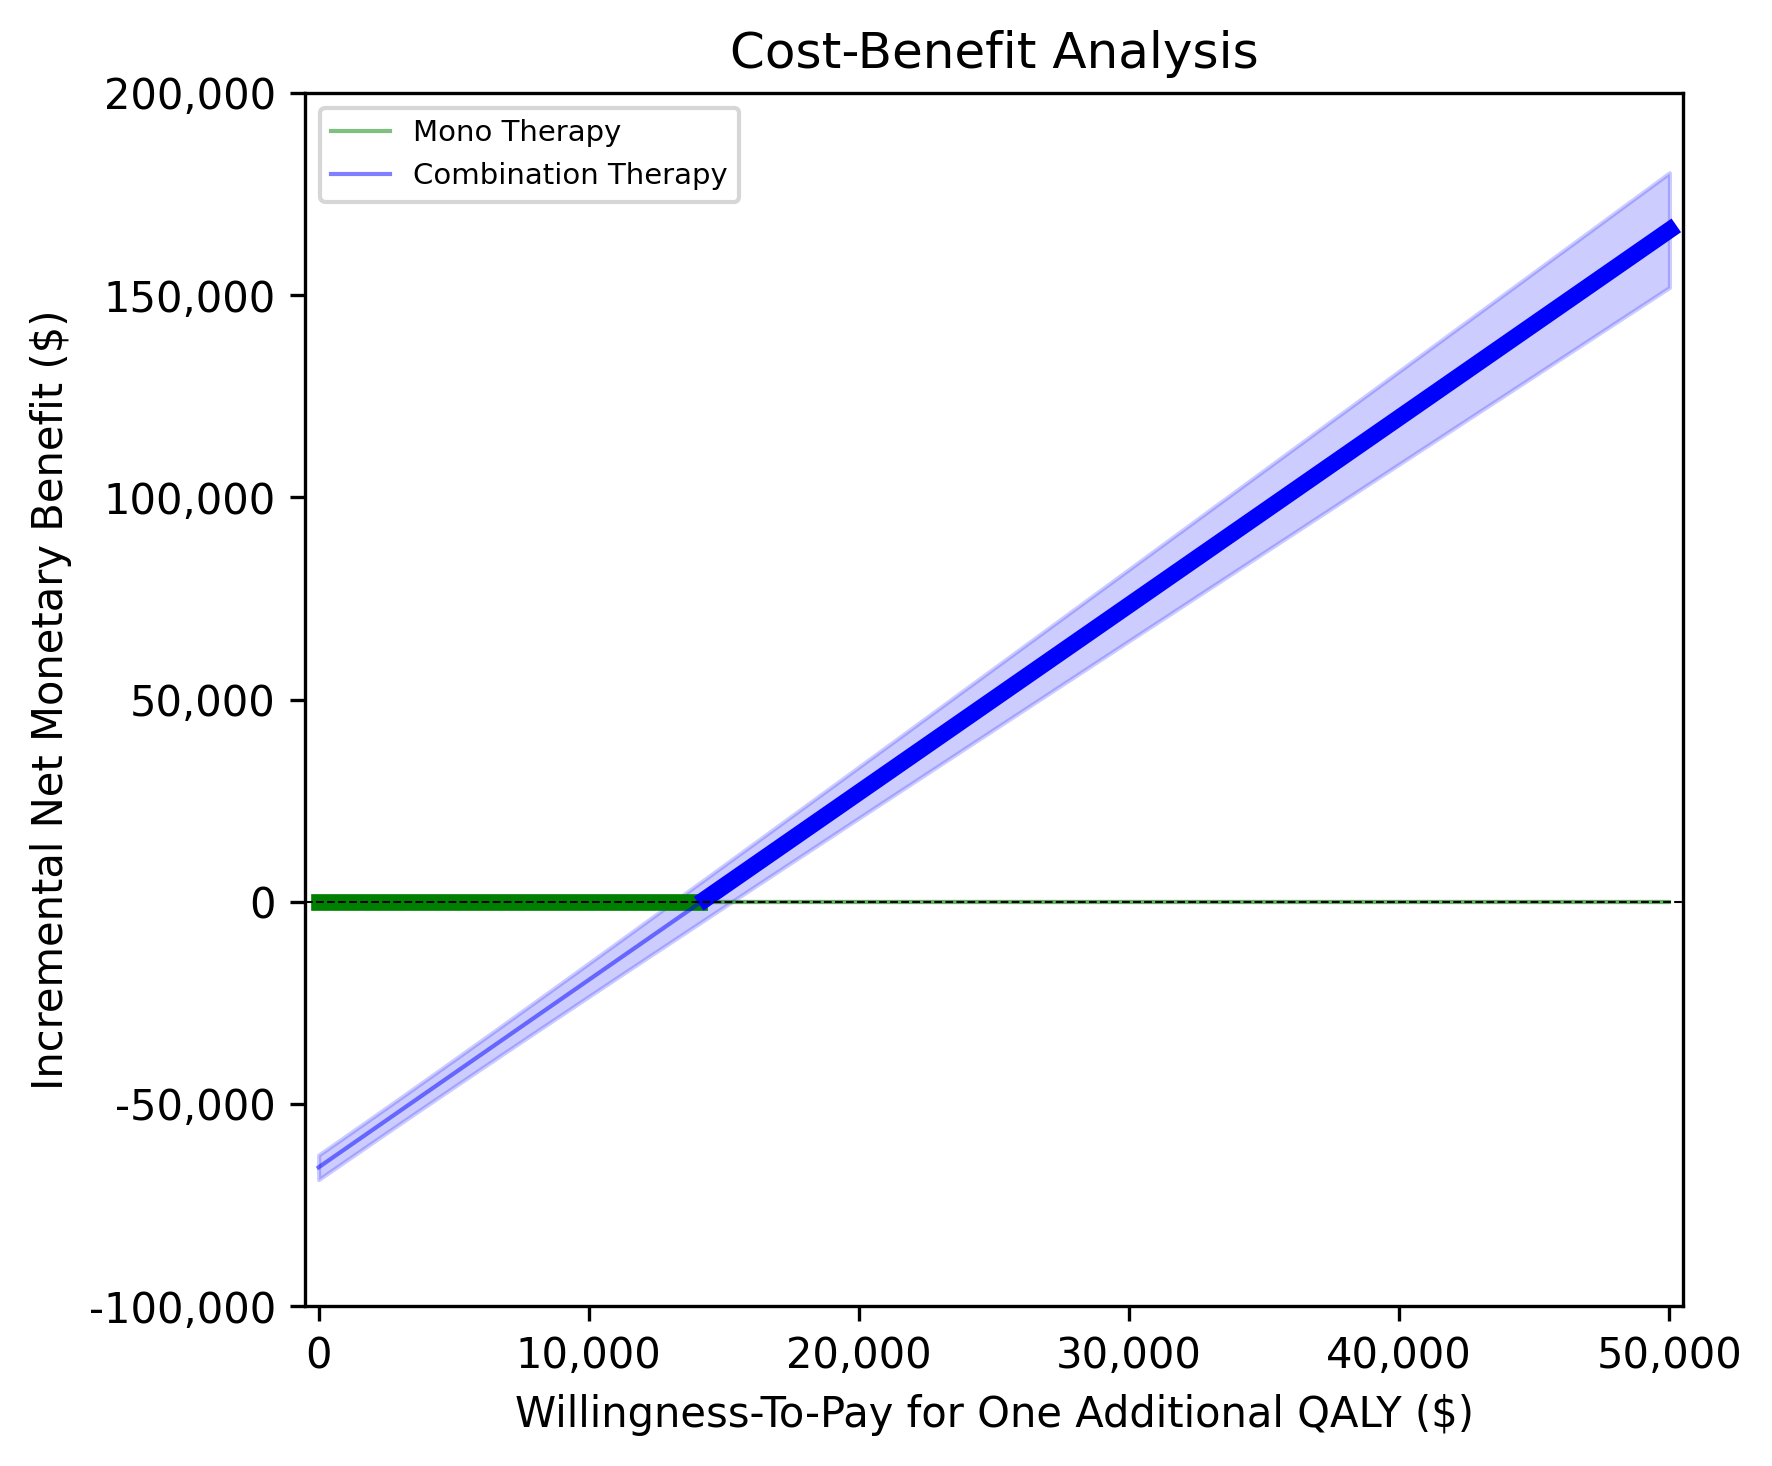 Cost-Benefit Analysis
200,000
150,000
100,000
50,000
0
-50,000
-100,000
Incremental Net Monetary Benefit ($)
Mono Therapy
Combination Therapy
0 10,000 20,000 30,000 40,000 50,000
Willingness-To-Pay for One Additional QALY ($)